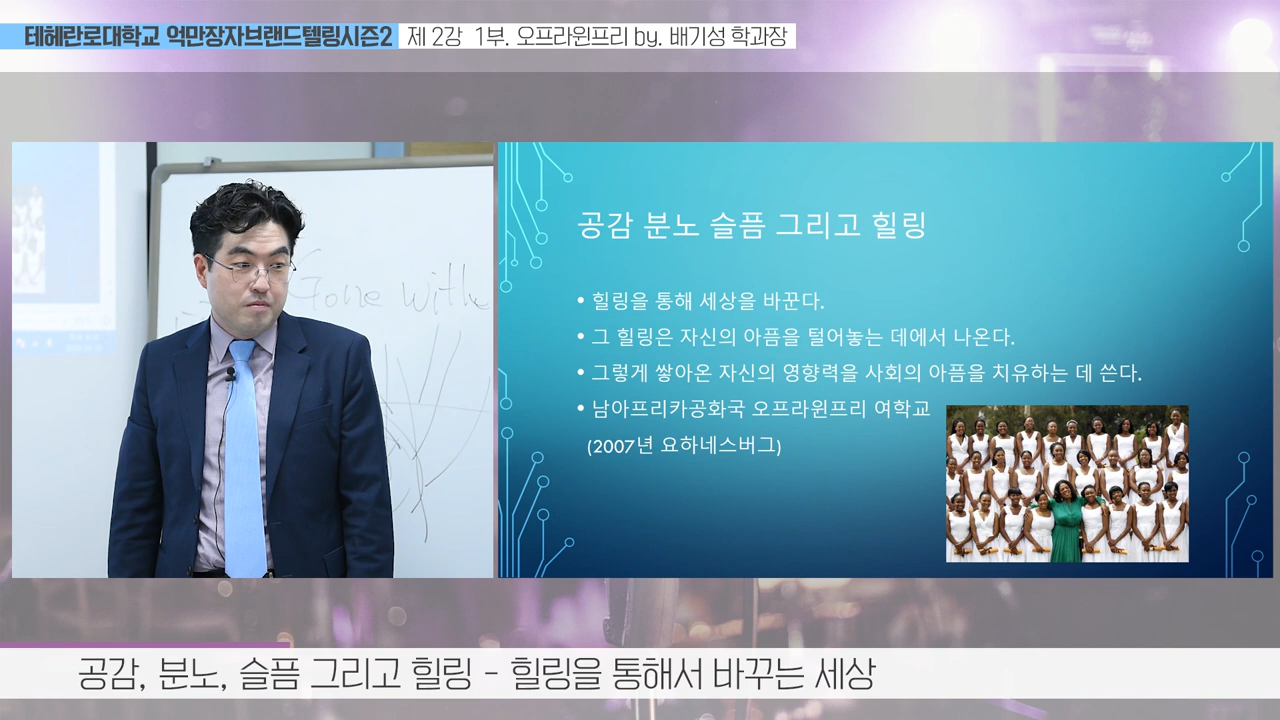 테헤란로대학교 억만장자브랜드텔링시즌2 제 2강 1부. 오프라윈프리 by. 배기성 학과장
Gone with
공감 분노 슬픔 그리고 힐링
• 힐링을 통해 세상을 바꾼다.
• 그 힐링은 자신의 아픔을 털어놓는 데에서 나온다.
• 그렇게 쌓아온 자신의 영향력을 사회의 아픔을 치유하는 데 쓴다.
• 남아프리카공화국 오프라윈프리 여학교
(2007년 요하네스버그)
공감, 분노, 슬픔 그리고 힐링 - 힐링을 통해서 바꾸는 세상